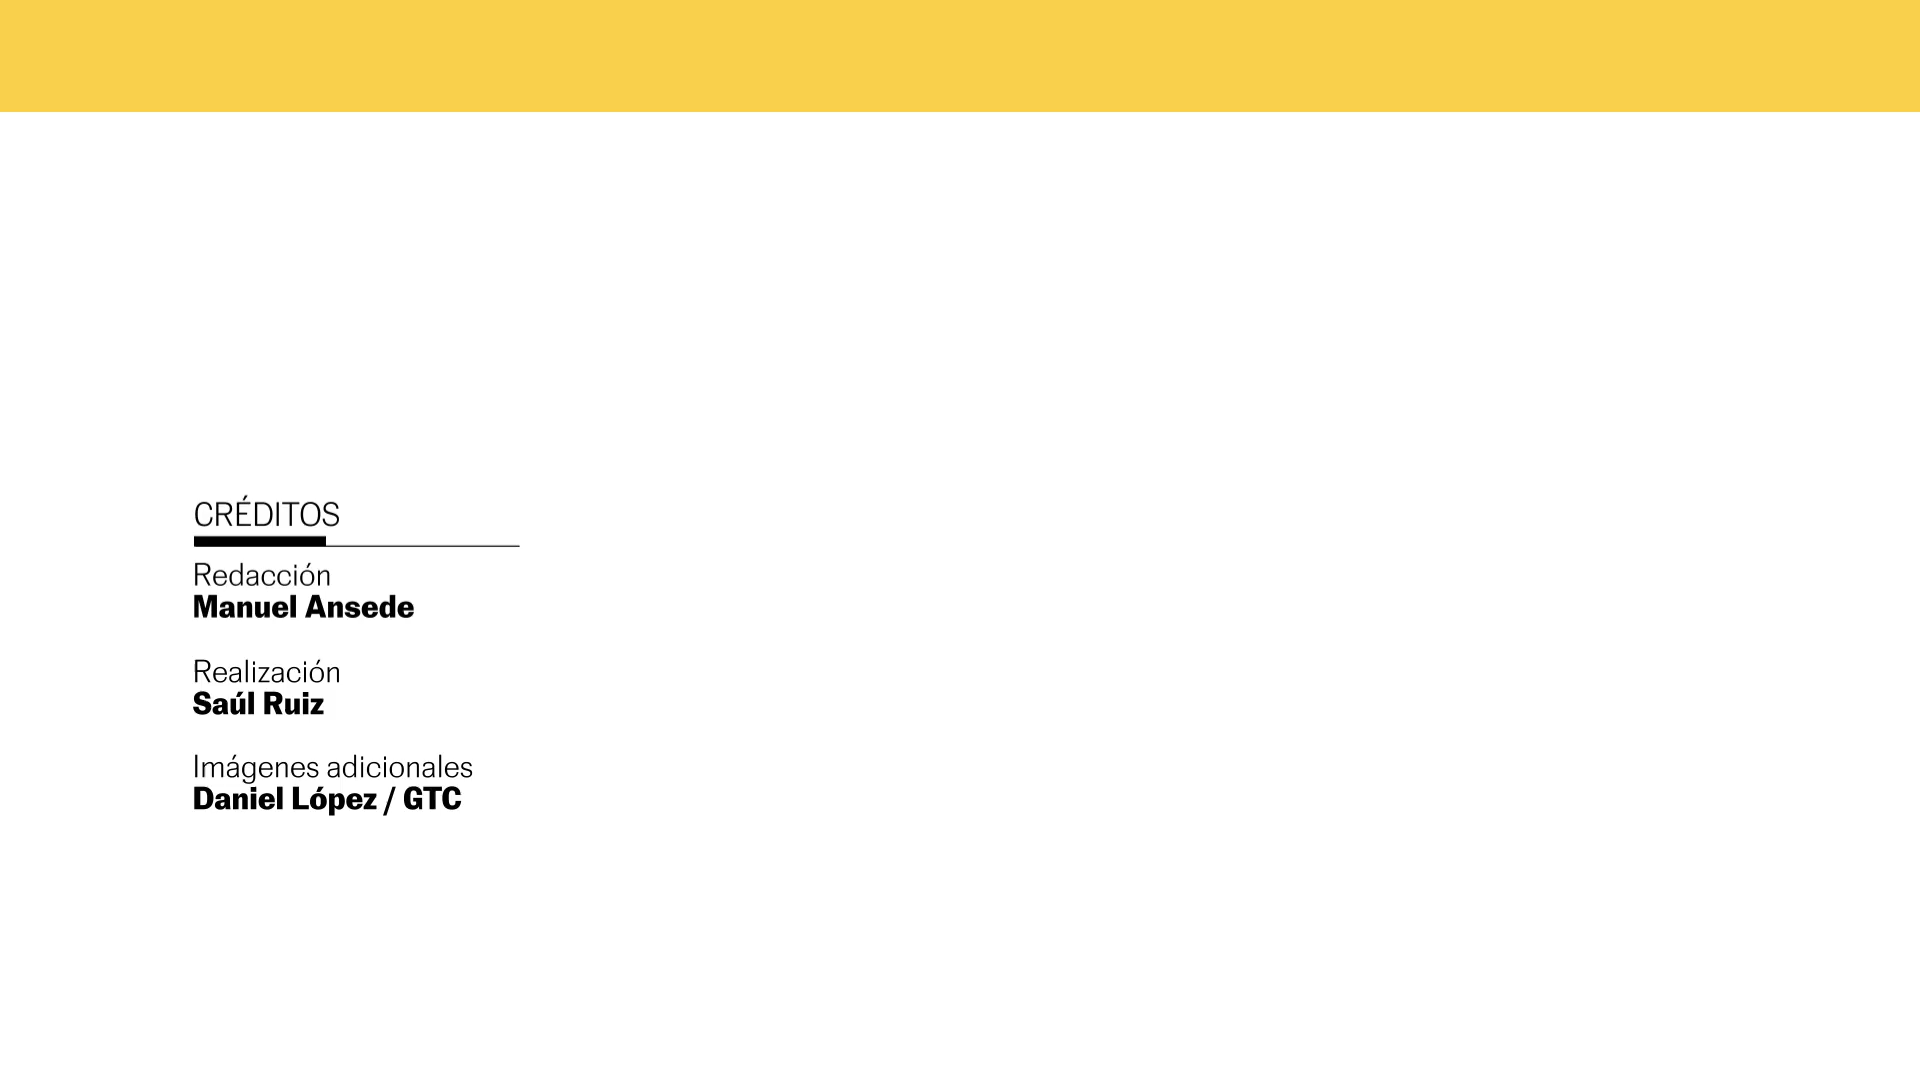 CRÉDITOS
Redacción
Manuel Ansede
Realización
Saúl Ruiz
Imágenes adicionales
Daniel López / GTC